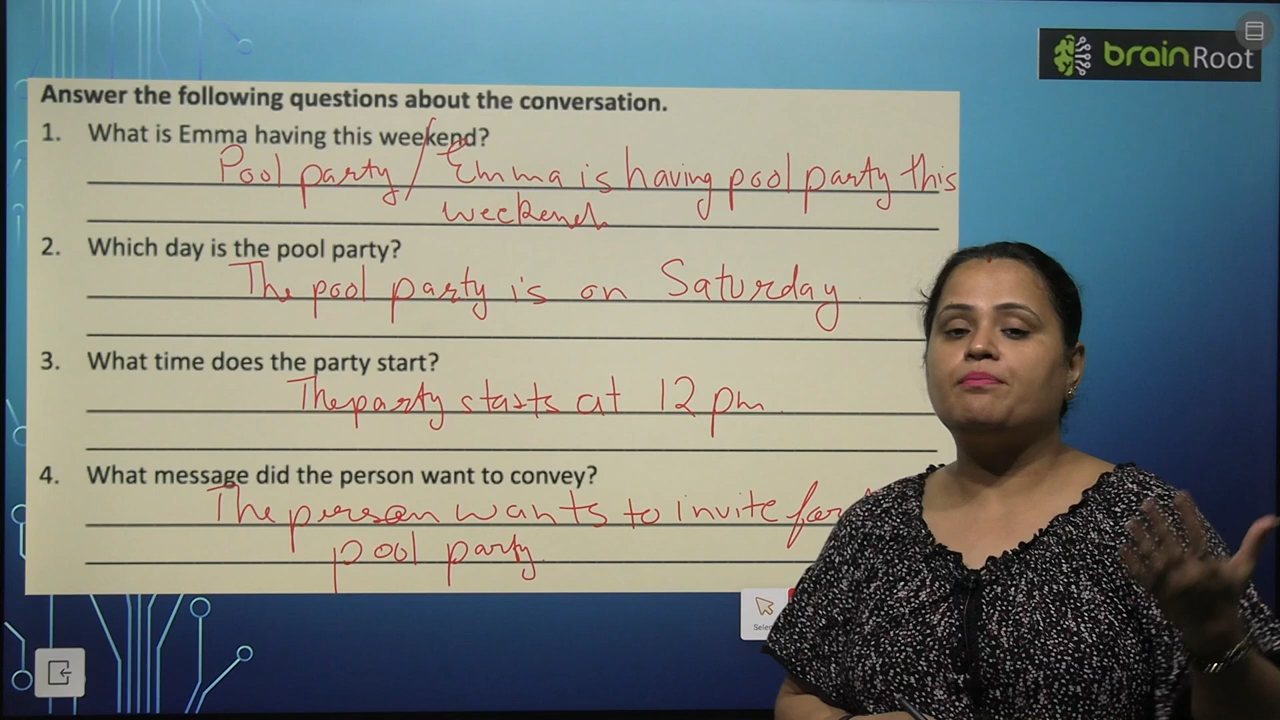 brainRoot
Answer the following questions about the conversation.
1. What is Emma having this weekend?
Pool party / Emma is having pool party this
weekend
2. Which day is the pool party?
The pool party is on Saturday
3. What time does the party start?
The party starts at 12 pm
4. What message did the person want to convey?
The person wants to invite for
pool party